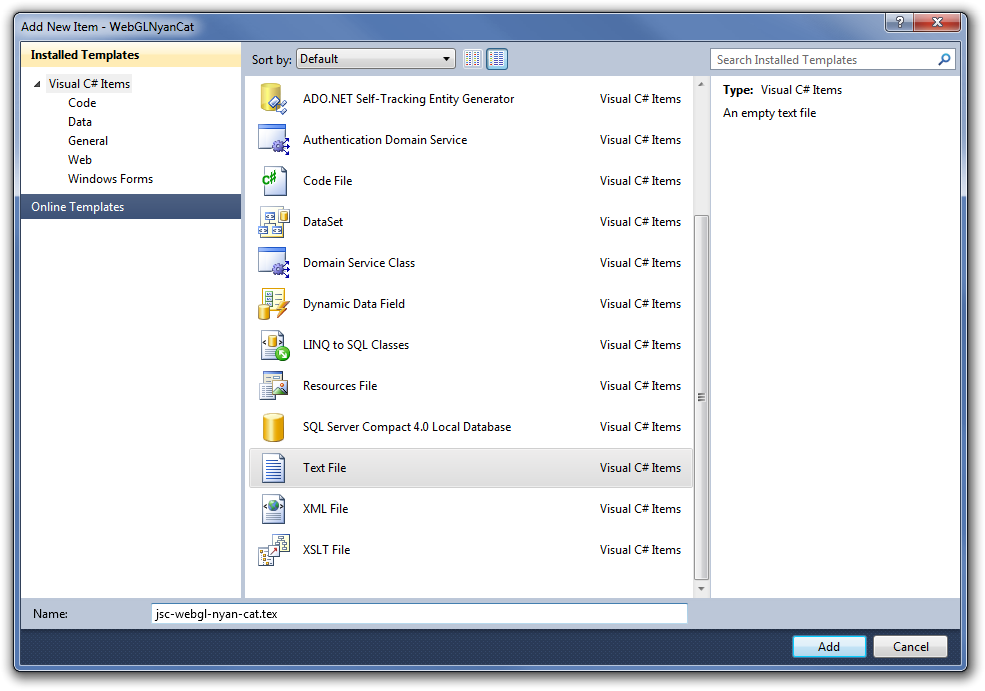 Add New Item - WebGLNyanCat
Installed Templates
Visual C# Items
Code
Data
General
Web
Windows Forms
Online Templates
Sort by: Default
Search Installed Templates
ADO.NET Self-Tracking Entity Generator Visual C# Items
Authentication Domain Service Visual C# Items
Code File Visual C# Items
DataSet Visual C# Items
Domain Service Class Visual C# Items
Dynamic Data Field Visual C# Items
LINQ to SQL Classes Visual C# Items
Resources File Visual C# Items
SQL Server Compact 4.0 Local Database Visual C# Items
Text File Visual C# Items
XML File Visual C# Items
XSLT File Visual C# Items
Type: Visual C# Items
An empty text file
Name: jsc-webgl-nyan-cat.tex
Add Cancel